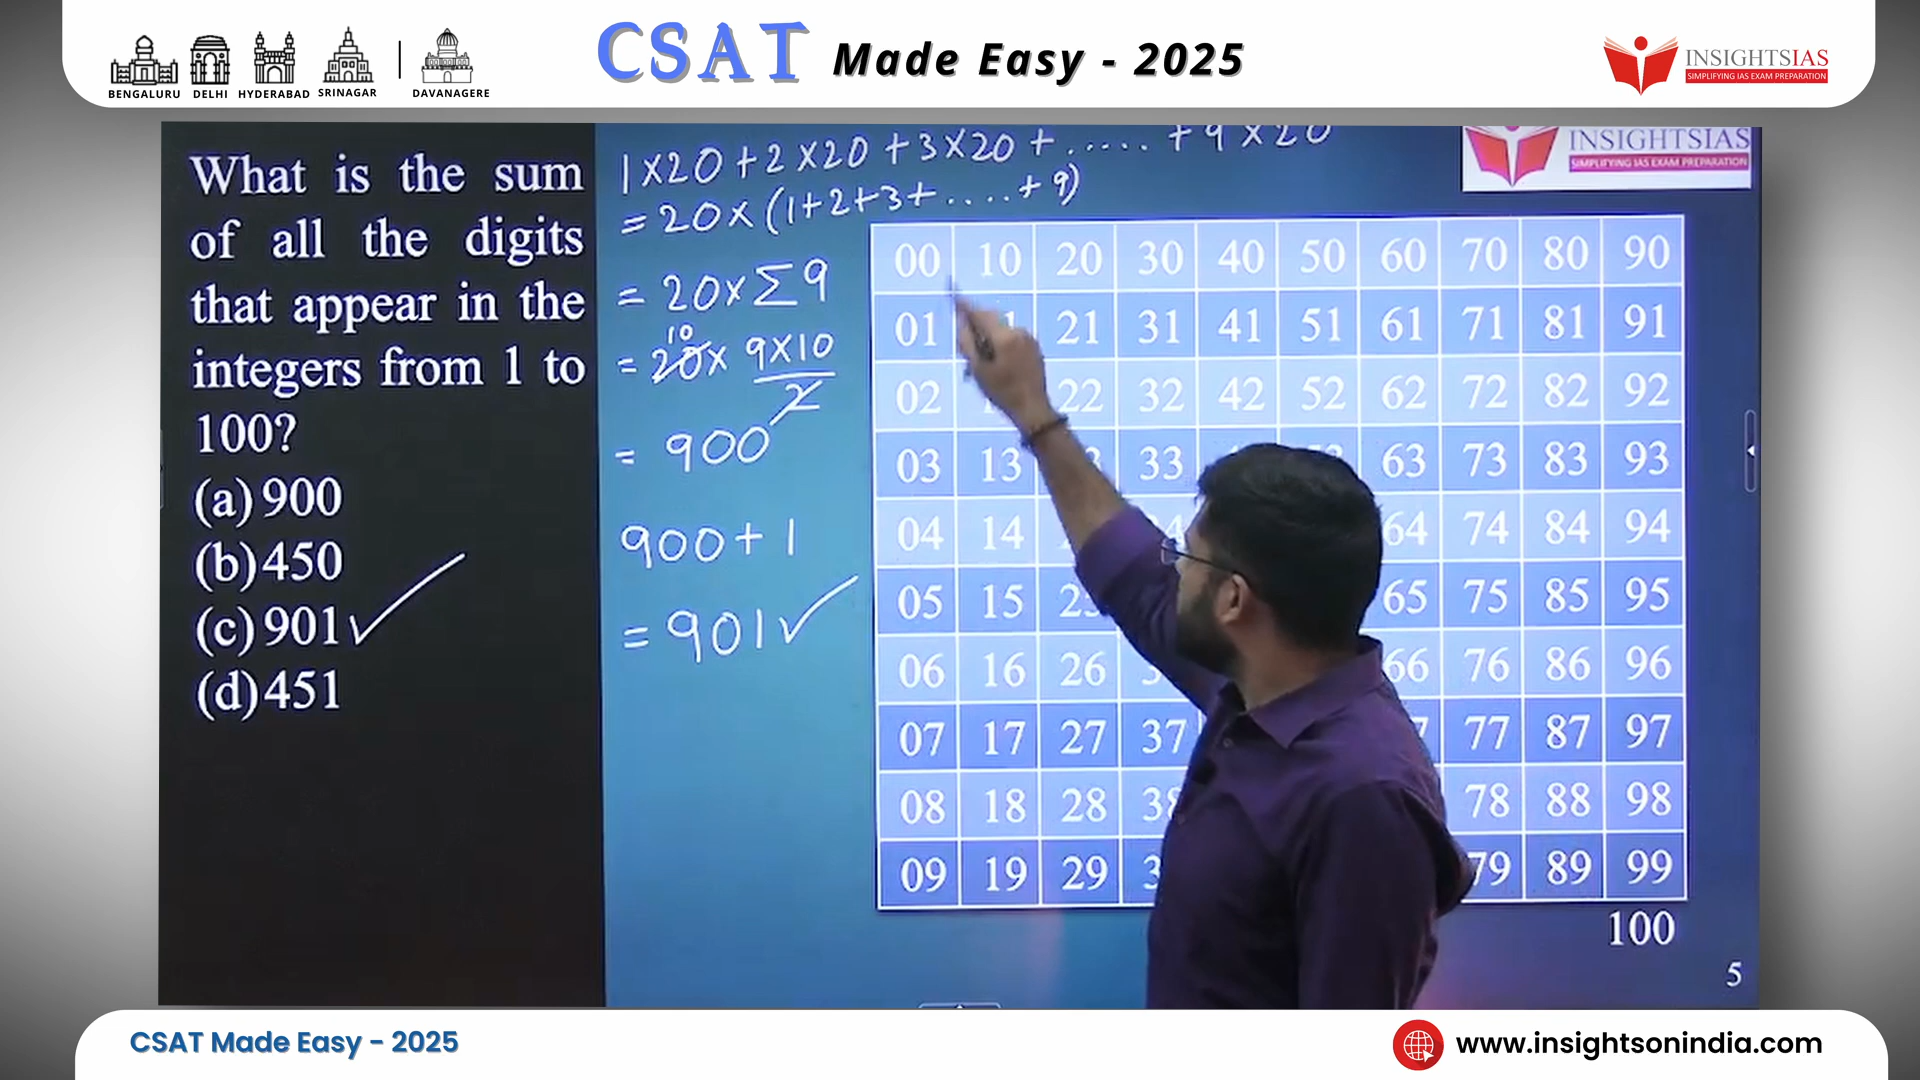 CSAT Made Easy - 2025
BENGALURU DELHI HYDERABAD SRINAGAR DAVANAGERE
INSIGHTSIAS
SIMPLIFYING IAS EXAM PREPARATION
What is the sum
of all the digits
that appear in the
integers from 1 to
100?
(a) 900
(b) 450
(c) 901 ✓
(d) 451
1×20+2×20+3×20+.....+9×20
=20×(1+2+3+....+9)
= 20×Σ9
10
= 20× 9×10
2
= 900
900+1
= 901 ✓
INSIGHTSIAS
SIMPLIFYING IAS EXAM PREPARATION
00 10 20 30 40 50 60 70 80 90
01 21 31 41 51 61 71 81 91
02 22 32 42 52 62 72 82 92
03 13 33 63 73 83 93
04 14 64 74 84 94
05 15 65 75 85 95
06 16 26 66 76 86 96
07 17 27 37 77 87 97
08 18 28 78 88 98
09 19 29 79 89 99
100
5
CSAT Made Easy - 2025
www.insightsonindia.com